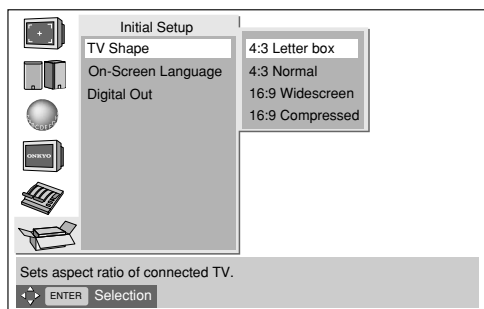 Initial Setup
TV Shape
On-Screen Language
Digital Out
4:3 Letter box
4:3 Normal
16:9 Widescreen
16:9 Compressed
ONKYO
Sets aspect ratio of connected TV.
ENTER Selection